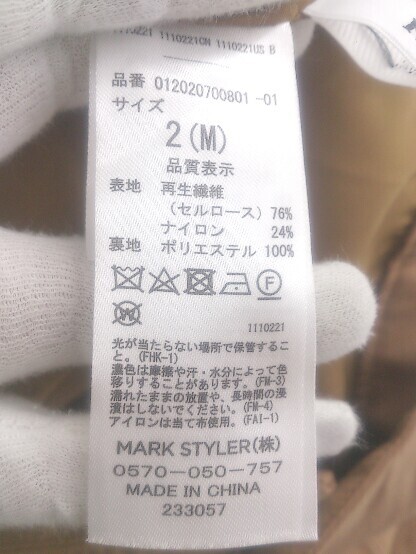 1110221 1110221CN 1110221US B
品番 012020700801 -01
サイズ
2(M)
品質表示
表地 再生繊維
(セルロース) 76%
ナイロン 24%
裏地 ポリエステル 100%
F
W
1110221
光が当たらない場所で保管するこ
と。(FHK-1)
濃色は摩擦や汗・水分によって色
移りすることがあります。(FM-3)
濡れたままの放置や、長時間の浸
漬はしないでください。(FM-4)
アイロンは当て布使用。(FAI-1)
MARK STYLER(株)
0570-050-757
MADE IN CHINA
233057